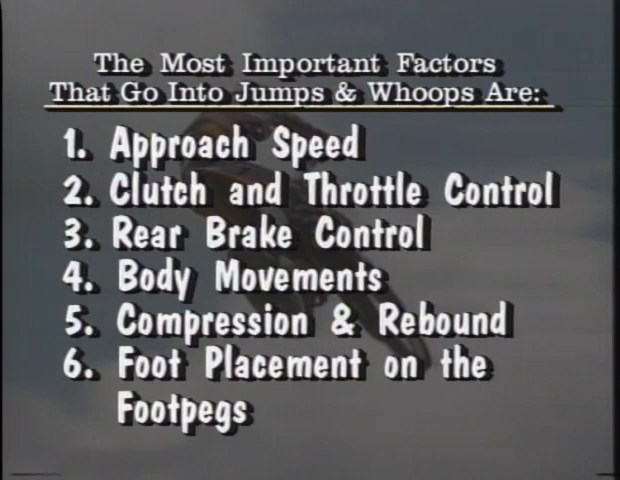 The Most Important Factors
That Go Into Jumps & Whoops Are:
1. Approach Speed
2. Clutch and Throttle Control
3. Rear Brake Control
4. Body Movements
5. Compression & Rebound
6. Foot Placement on the
Footpegs